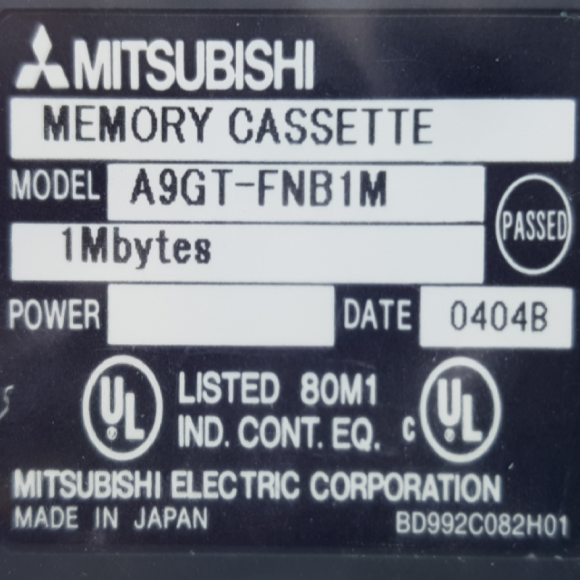 MITSUBISHI
MEMORY CASSETTE
MODEL A9GT-FNB1M
PASSED
1Mbytes
POWER DATE 0404B
UL LISTED 80M1 c UL
IND. CONT. EQ.
MITSUBISHI ELECTRIC CORPORATION
MADE IN JAPAN BD992C082H01